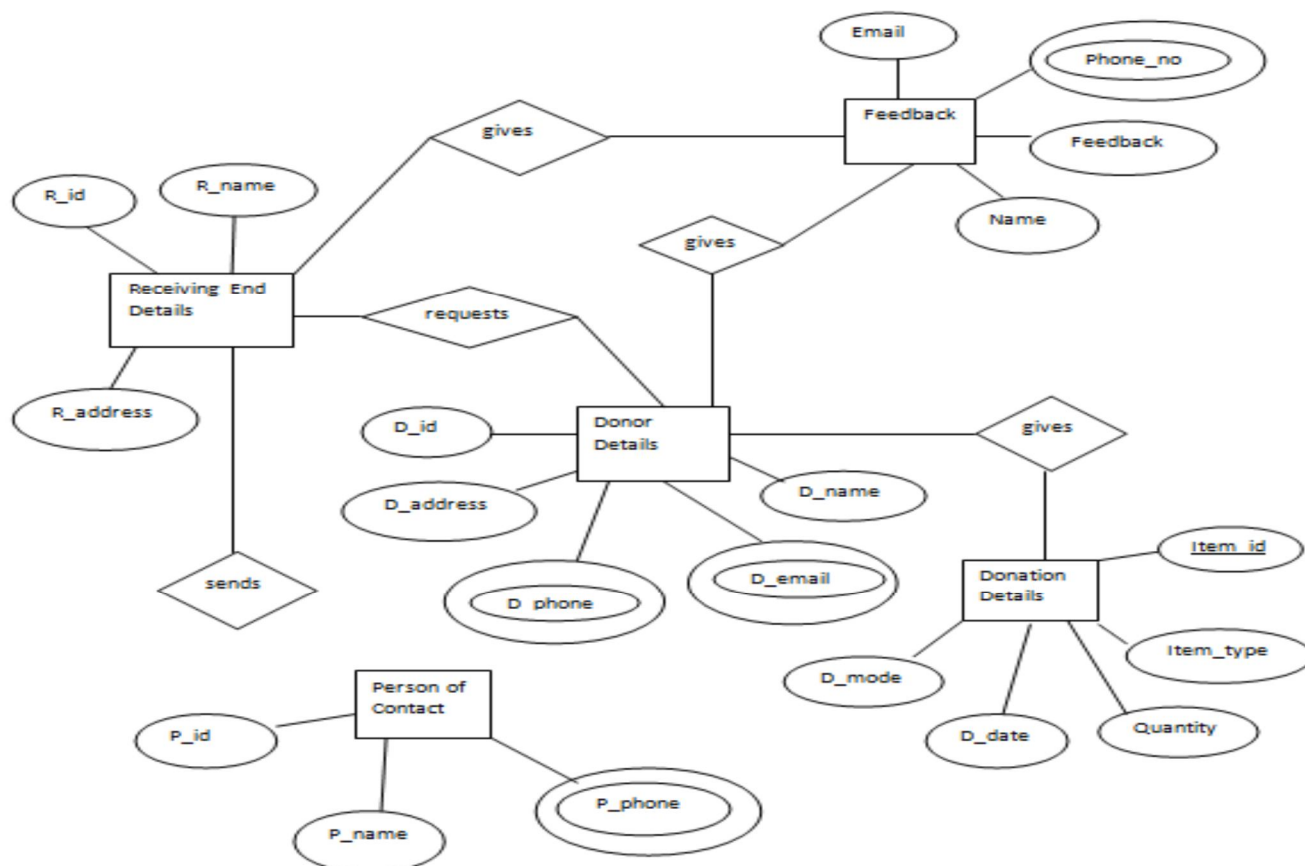 Email
Phone_no
Feedback
gives
Feedback
R_name
R_id
Name
gives
Receiving End
Details
requests
R_address
D_id
Donor
Details
gives
D_name
D_address
Item_id
D_email
Donation
Details
sends
D_phone
Item_type
D_mode
Person of
Contact
Quantity
D_date
P_id
P_phone
P_name